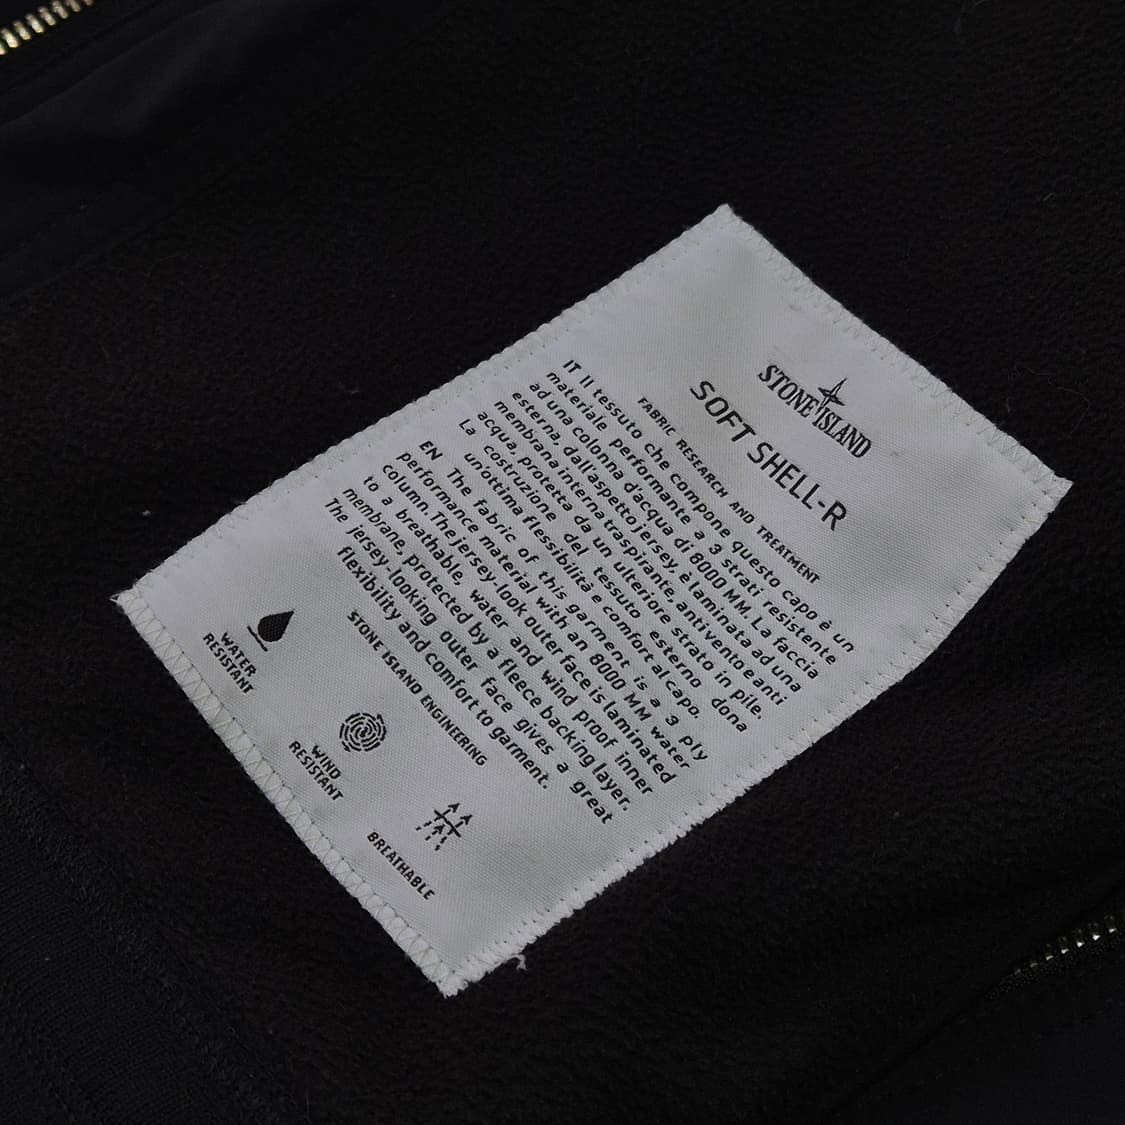 STONE ISLAND
SOFT SHELL-R
FABRIC RESEARCH AND TREATMENT
IT Il tessuto che compone questo capo è un
materiale performante a 3 strati resistente
ad una colonna d'acqua di 8000 MM. La faccia
esterna, dall'aspetto jersey, è laminata ad una
membrana interna traspirante, antivento e anti
acqua, protetta da un ulteriore strato in pile.
La costruzione del tessuto esterno dona
un'ottima flessibilità e comfort al capo.
EN The fabric of this garment is a 3 ply
performance material with an 8000 MM water
column. The jersey-look outer face is laminated
to a breathable, water and wind proof inner
membrane, protected by a fleece backing layer.
The jersey-looking outer face gives a great
flexibility and comfort to garment.
STONE ISLAND ENGINEERING
WATER
RESISTANT
WIND
RESISTANT
BREATHABLE